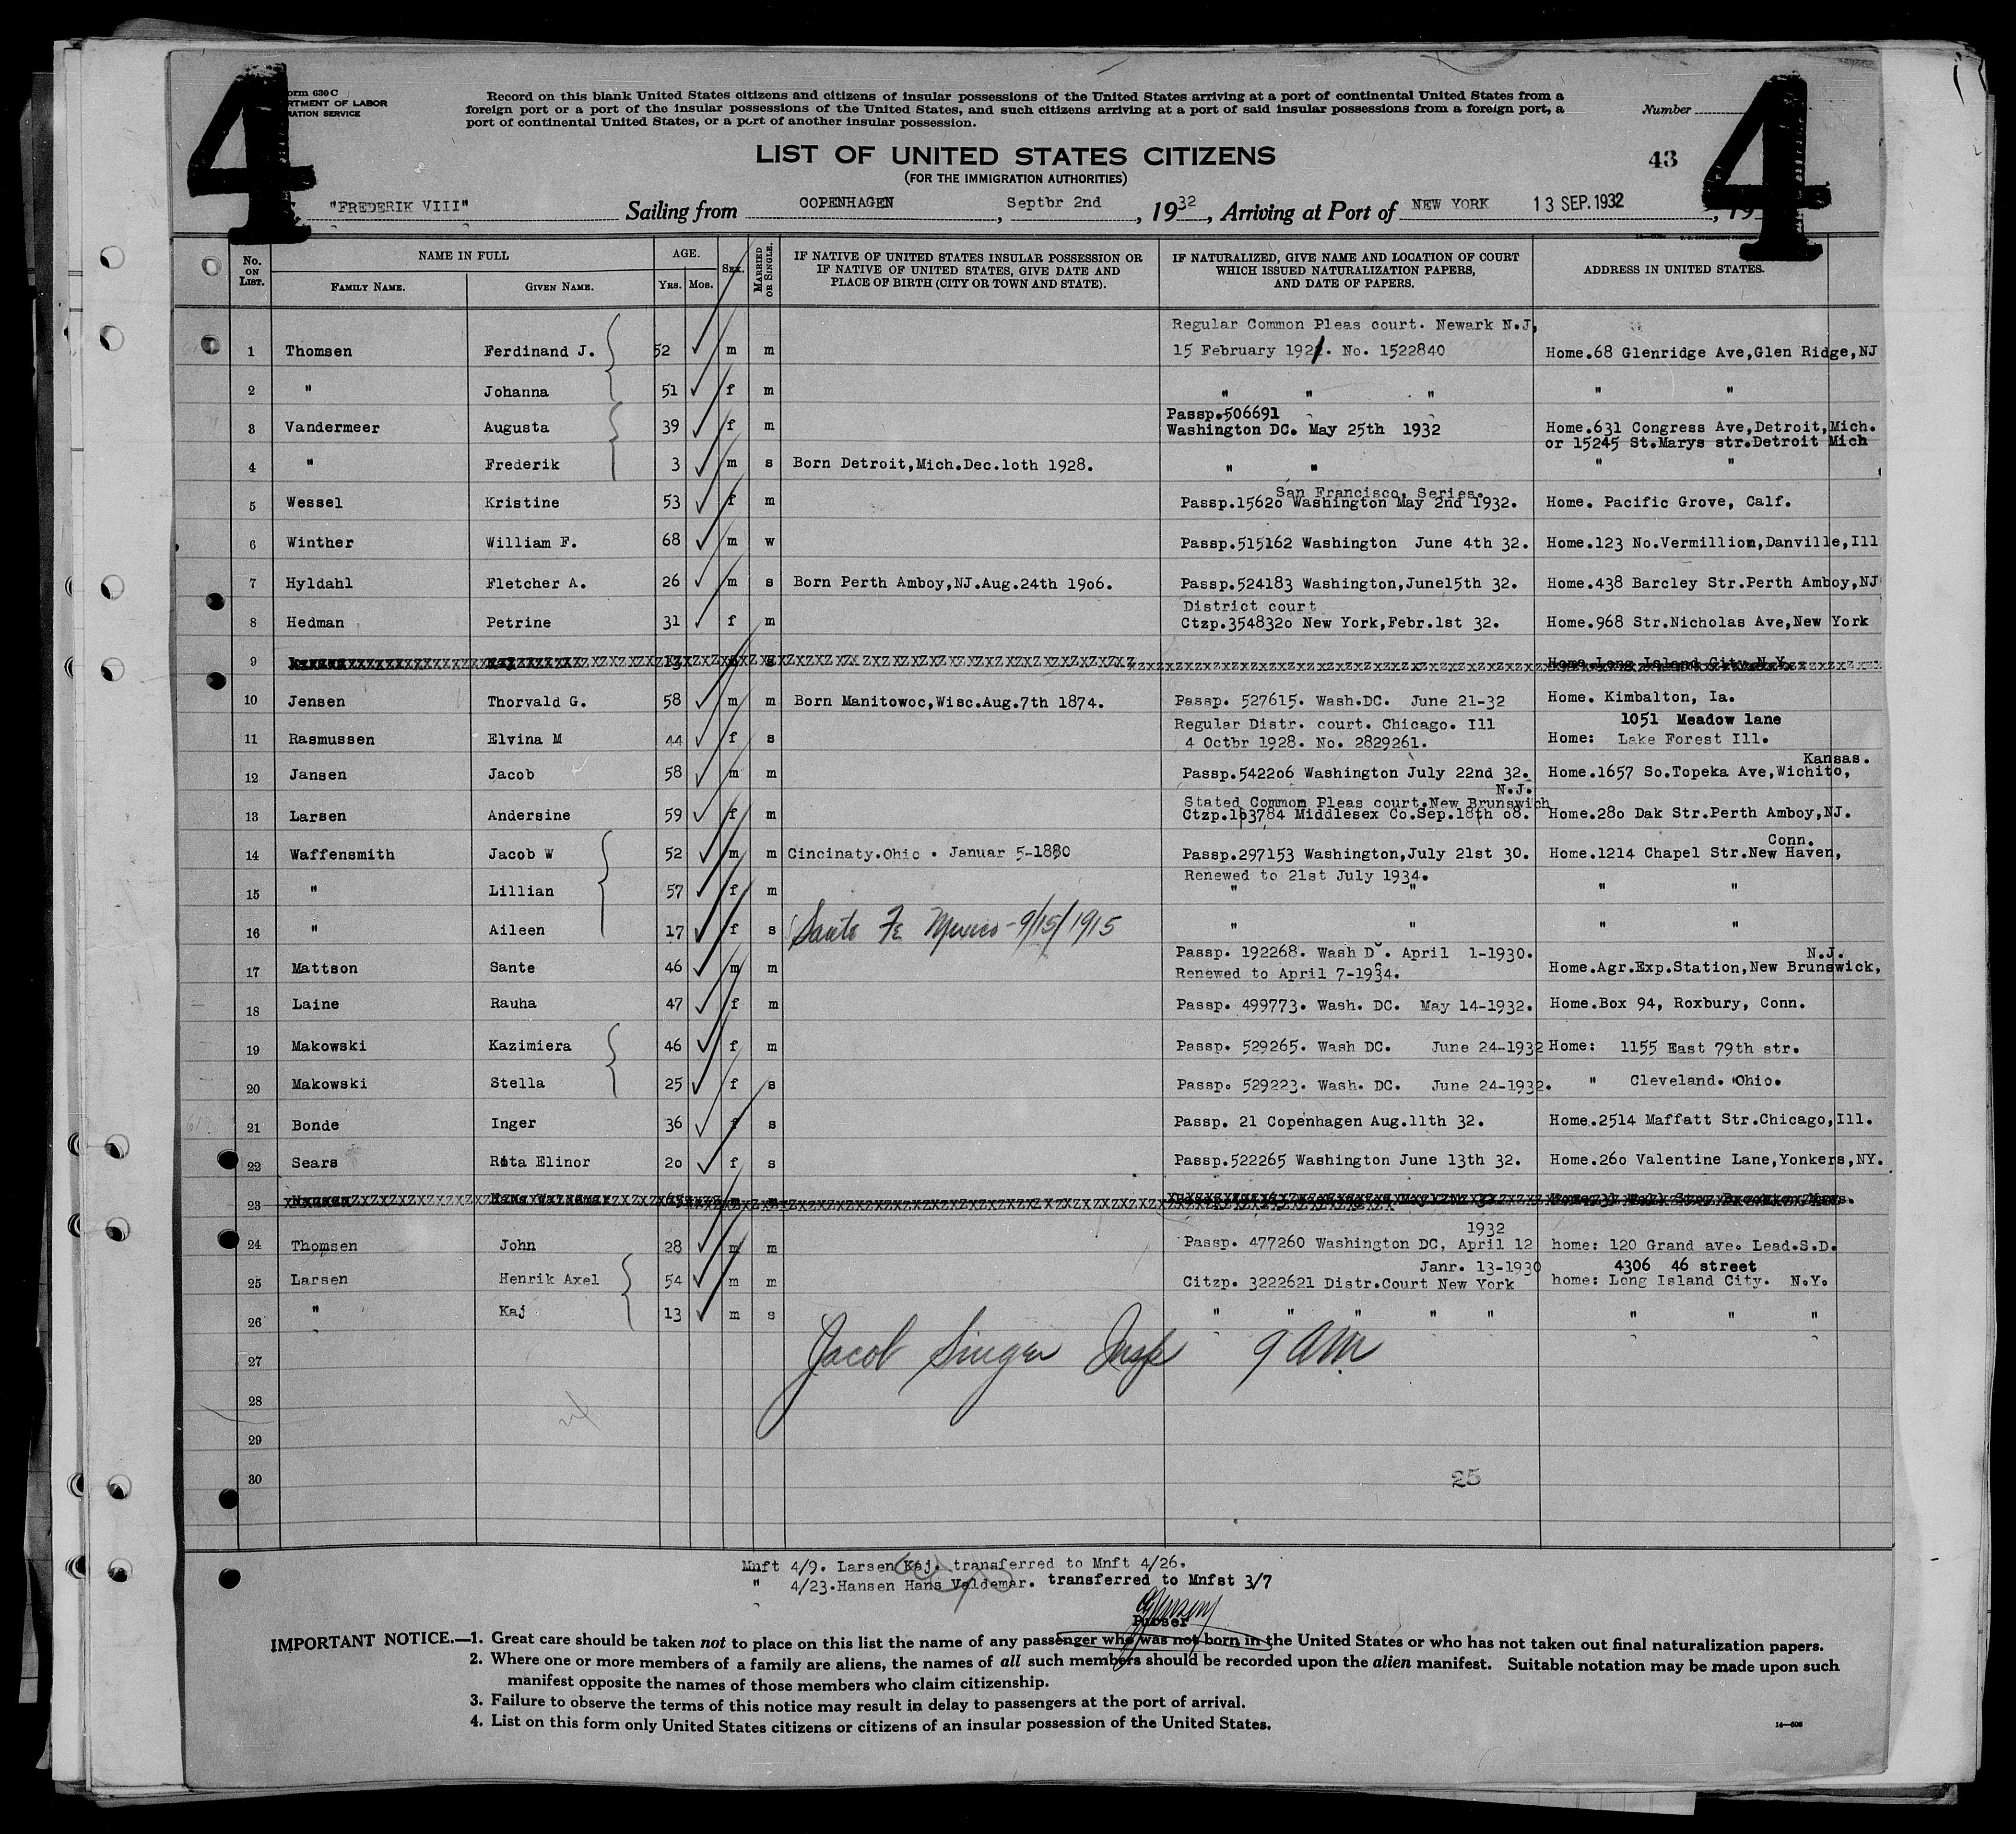 4
4
Form 630 C
DEPARTMENT OF LABOR
IMMIGRATION SERVICE
Record on this blank United States citizens and citizens of insular possessions of the United States arriving at a port of continental United States from a
foreign port or a port of the insular possessions of the United States, and such citizens arriving at a port of said insular possessions from a foreign port, a
port of continental United States, or a port of another insular possession.
Number
LIST OF UNITED STATES CITIZENS
43
(FOR THE IMMIGRATION AUTHORITIES)
"FREDERIK VIII" Sailing from COPENHAGEN, Septbr 2nd, 1932, Arriving at Port of NEW YORK 13 SEP. 1932, 19
No. ON LIST.
NAME IN FULL
FAMILY NAME. GIVEN NAME.
AGE.
YRS. MOS.
SEX.
MARRIED OR SINGLE.
IF NATIVE OF UNITED STATES INSULAR POSSESSION OR
IF NATIVE OF UNITED STATES, GIVE DATE AND
PLACE OF BIRTH (CITY OR TOWN AND STATE).
IF NATURALIZED, GIVE NAME AND LOCATION OF COURT
WHICH ISSUED NATURALIZATION PAPERS,
AND DATE OF PAPERS.
ADDRESS IN UNITED STATES.
Regular Common Pleas court. Newark N.J,
1 Thomsen Ferdinand J. 52 m m 15 February 1921. No. 1522840 Home.68 Glenridge Ave,Glen Ridge,NJ
2 " Johanna 51 f m " " " " "
Passp.506691
3 Vandermeer Augusta 39 f m Washington DC. May 25th 1932 Home.631 Congress Ave,Detroit,Mich.
or 15245 St.Marys str.Detroit Mich
4 " Frederik 3 m s Born Detroit,Mich.Dec.1oth 1928. " " " "
San Francisco, Series.
5 Wessel Kristine 53 f m Passp.1562o Washington May 2nd 1932. Home. Pacific Grove, Calf.
6 Winther William F. 68 m w Passp.515162 Washington June 4th 32. Home.123 No.Vermillion,Danville,Ill
7 Hyldahl Fletcher A. 26 m s Born Perth Amboy,NJ.Aug.24th 19o6. Passp.524183 Washington,June15th 32. Home.438 Barcley Str.Perth Amboy,NJ
District court
8 Hedman Petrine 31 f m Ctzp.354832o New York,Febr.1st 32. Home.968 Str.Nicholas Ave,New York
9 Home.Long Island City N.Y.
10 Jensen Thorvald G. 58 m m Born Manitowoc,Wisc.Aug.7th 1874. Passp. 527615. Wash.DC. June 21-32 Home. Kimbalton, Ia.
Regular Distr. court. Chicago. Ill 1051 Meadow lane
11 Rasmussen Elvina M 44 f s 4 Octbr 1928. No. 2829261. Home: Lake Forest Ill.
Kansas.
12 Jansen Jacob 58 m m Passp.5422o6 Washington July 22nd 32. Home.1657 So.Topeka Ave,Wichito,
N.J.
Stated Common Pleas court.New Brunswich
13 Larsen Andersine 59 f m Ctzp.1o3784 Middlesex Co.Sep.18th o8. Home.28o Dak Str.Perth Amboy,NJ.
Conn.
14 Waffensmith Jacob W 52 m m Cincinaty.Ohio . Januar 5-1880 Passp.297153 Washington,July 21st 30. Home.1214 Chapel Str.New Haven,
Renewed to 21st July 1934.
15 " Lillian 57 f m " " " "
16 " Aileen 17 f s Sante Fe Mexico - 9/15/1915 " " " "
Passp. 192268. Wash DC. April 1-1930. N.J.
17 Mattson Sante 46 m m Renewed to April 7-1934. Home.Agr.Exp.Station,New Brunswick,
18 Laine Rauha 47 f m Passp. 499773. Wash. DC. May 14-1932. Home.Box 94, Roxbury, Conn.
19 Makowski Kazimiera 46 f m Passp. 529265. Wash DC. June 24-1932 Home: 1155 East 79th str.
20 Makowski Stella 25 f s Passp. 529223. Wash. DC. June 24-1932. " Cleveland. "Ohio.
21 Bonde Inger 36 f s Passp. 21 Copenhagen Aug.11th 32. Home.2514 Maffatt Str.Chicago,Ill.
22 Sears Rita Elinor 2o f s Passp.522265 Washington June 13th 32. Home.26o Valentine Lane,Yonkers,NY.
23 Hansen Hans Valdemar
1932
24 Thomsen John 28 m m Passp. 477260 Washington DC, April 12 home: 120 Grand ave. Lead.S.D.
Janr. 13-1930 4306 46 street
25 Larsen Henrik Axel 54 m m Citzp. 3222621 Distr.Court New York home: Long Island City. N.Y.
26 " Kaj 13 m s " " " " " " " "
27
Jacob Singer Insp 9 AM
28
29
30
25
Mnft 4/9. Larsen Kaj. transferred to Mnft 4/26.
" 4/23.Hansen Hans Valdemar. transferred to Mnfst 3/7
Purser
IMPORTANT NOTICE.—1. Great care should be taken not to place on this list the name of any passenger who was not born in the United States or who has not taken out final naturalization papers.
2. Where one or more members of a family are aliens, the names of all such members should be recorded upon the alien manifest. Suitable notation may be made upon such
manifest opposite the names of those members who claim citizenship.
3. Failure to observe the terms of this notice may result in delay to passengers at the port of arrival.
4. List on this form only United States citizens or citizens of an insular possession of the United States.
14—606